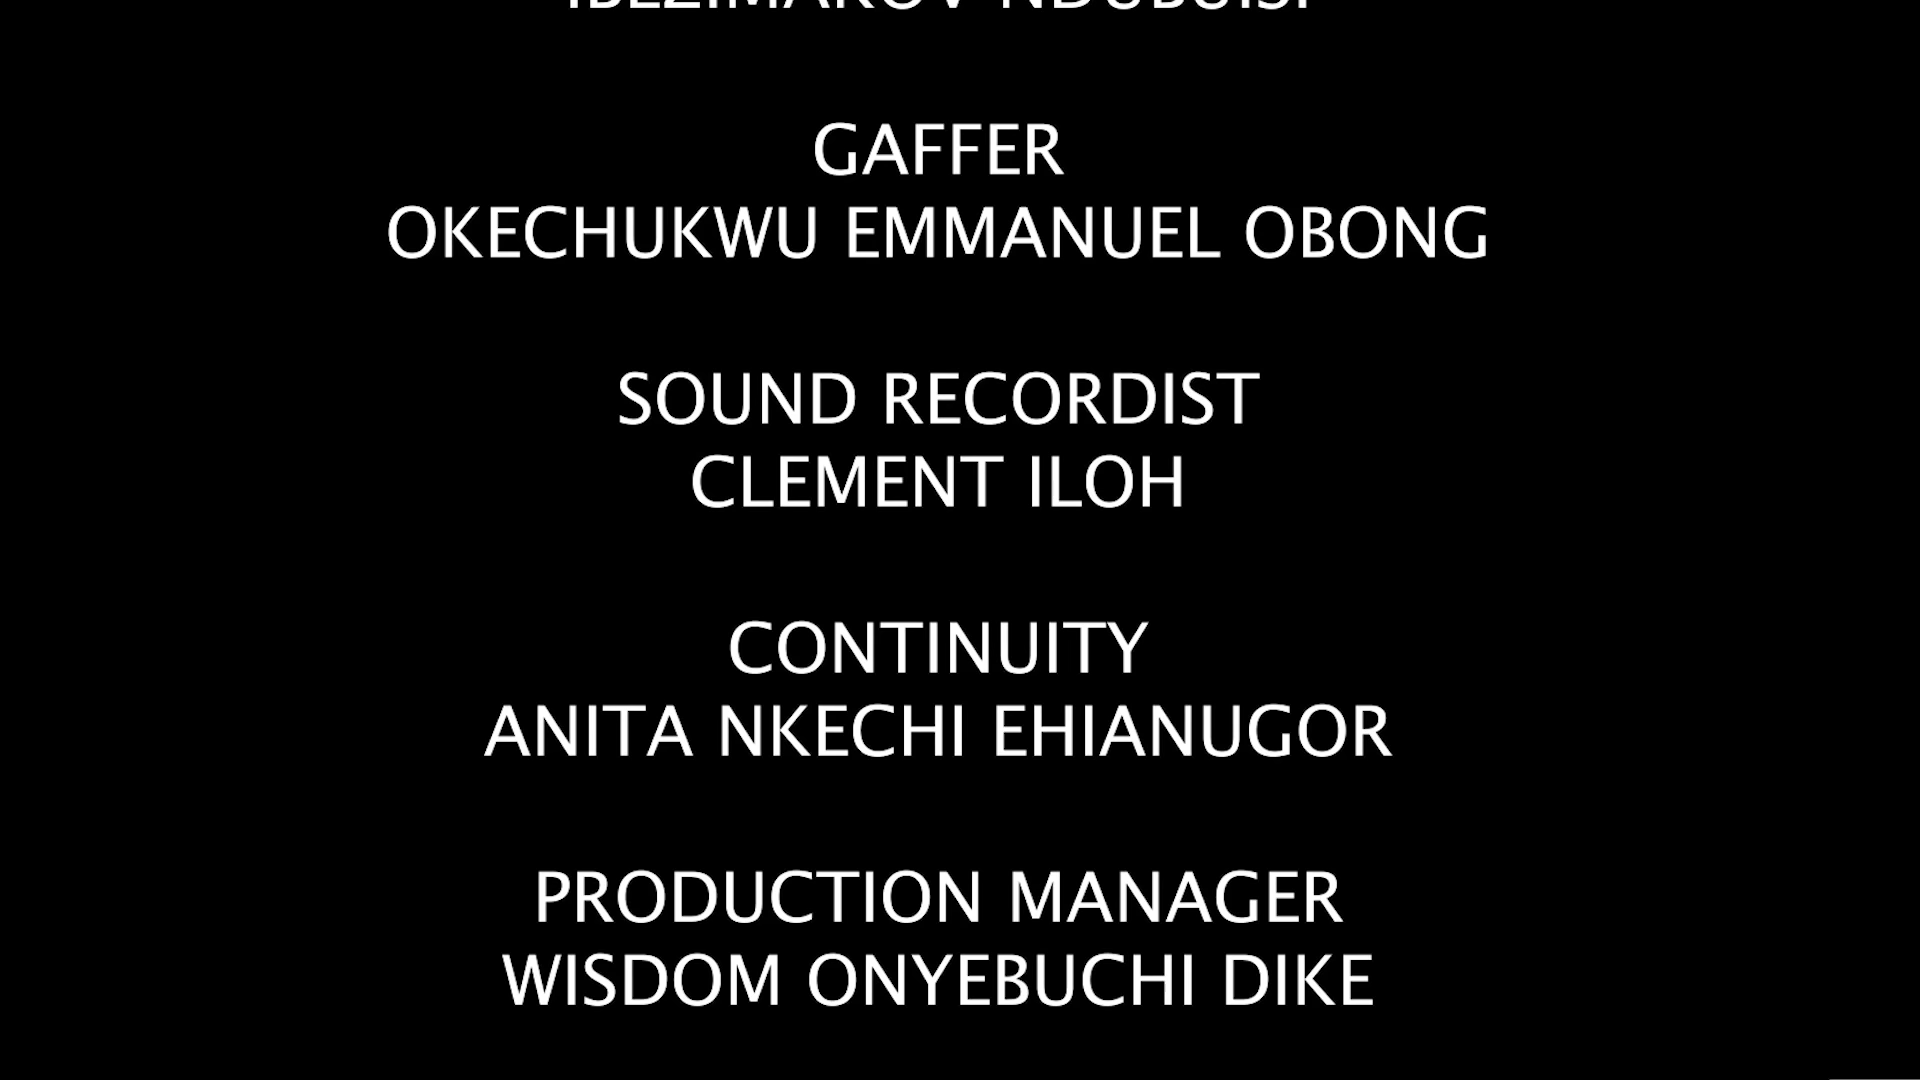 GAFFER
OKECHUKWU EMMANUEL OBONG
SOUND RECORDIST
CLEMENT ILOH
CONTINUITY
ANITA NKECHI EHIANUGOR
PRODUCTION MANAGER
WISDOM ONYEBUCHI DIKE